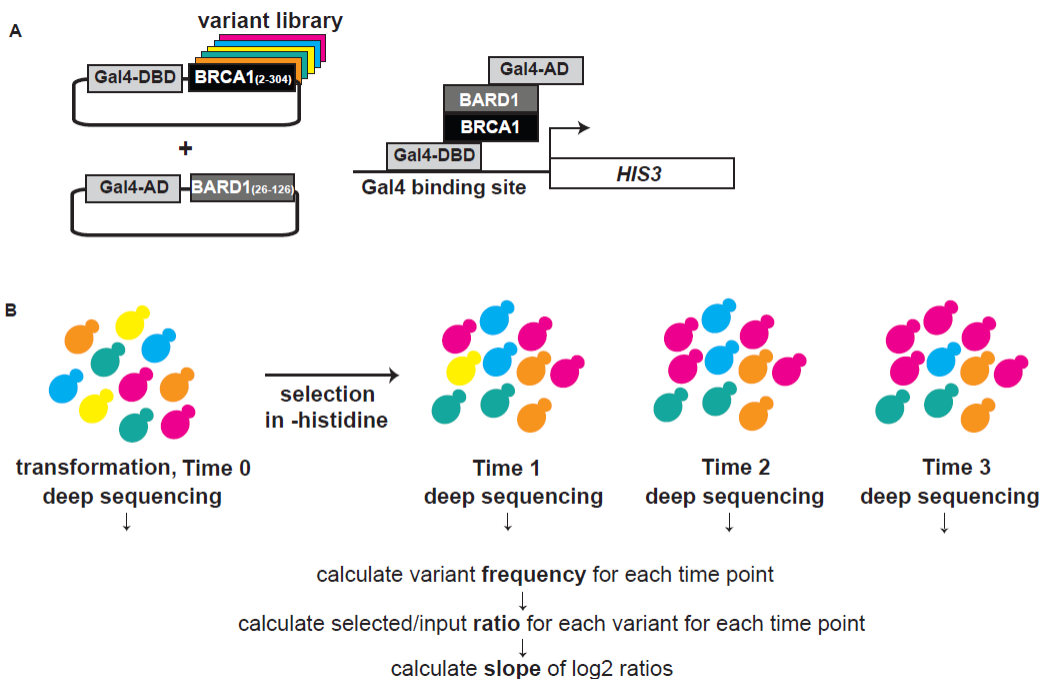 A
variant library
Gal4-DBD
BRCA1(2-304)
+
Gal4-AD
BARD1(26-126)
Gal4-AD
BARD1
BRCA1
Gal4-DBD
Gal4 binding site
HIS3
B
selection
in -histidine
transformation, Time 0
deep sequencing
Time 1
deep sequencing
Time 2
deep sequencing
Time 3
deep sequencing
calculate variant frequency for each time point
calculate selected/input ratio for each variant for each time point
calculate slope of log2 ratios